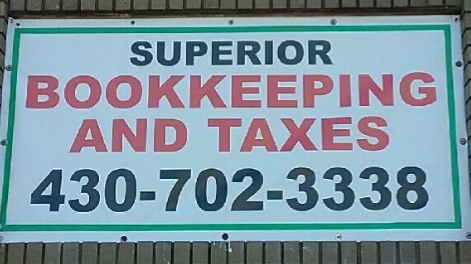 SUPERIOR
BOOKKEEPING
AND TAXES
430-702-3338